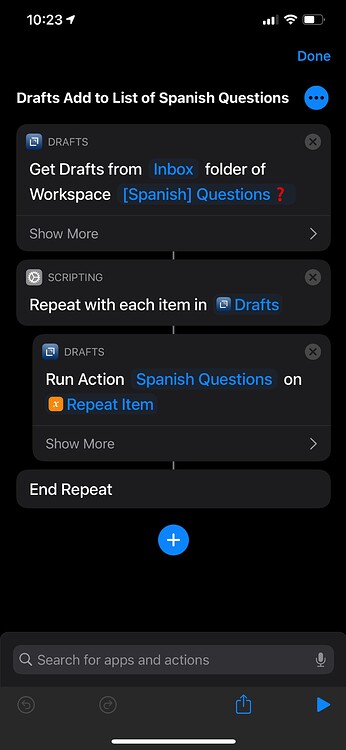 10:23
Done
Drafts Add to List of Spanish Questions
DRAFTS
Get Drafts from Inbox folder of
Workspace [Spanish] Questions❓
Show More
SCRIPTING
Repeat with each item in Drafts
DRAFTS
Run Action Spanish Questions on
x Repeat Item
Show More
End Repeat
Search for apps and actions